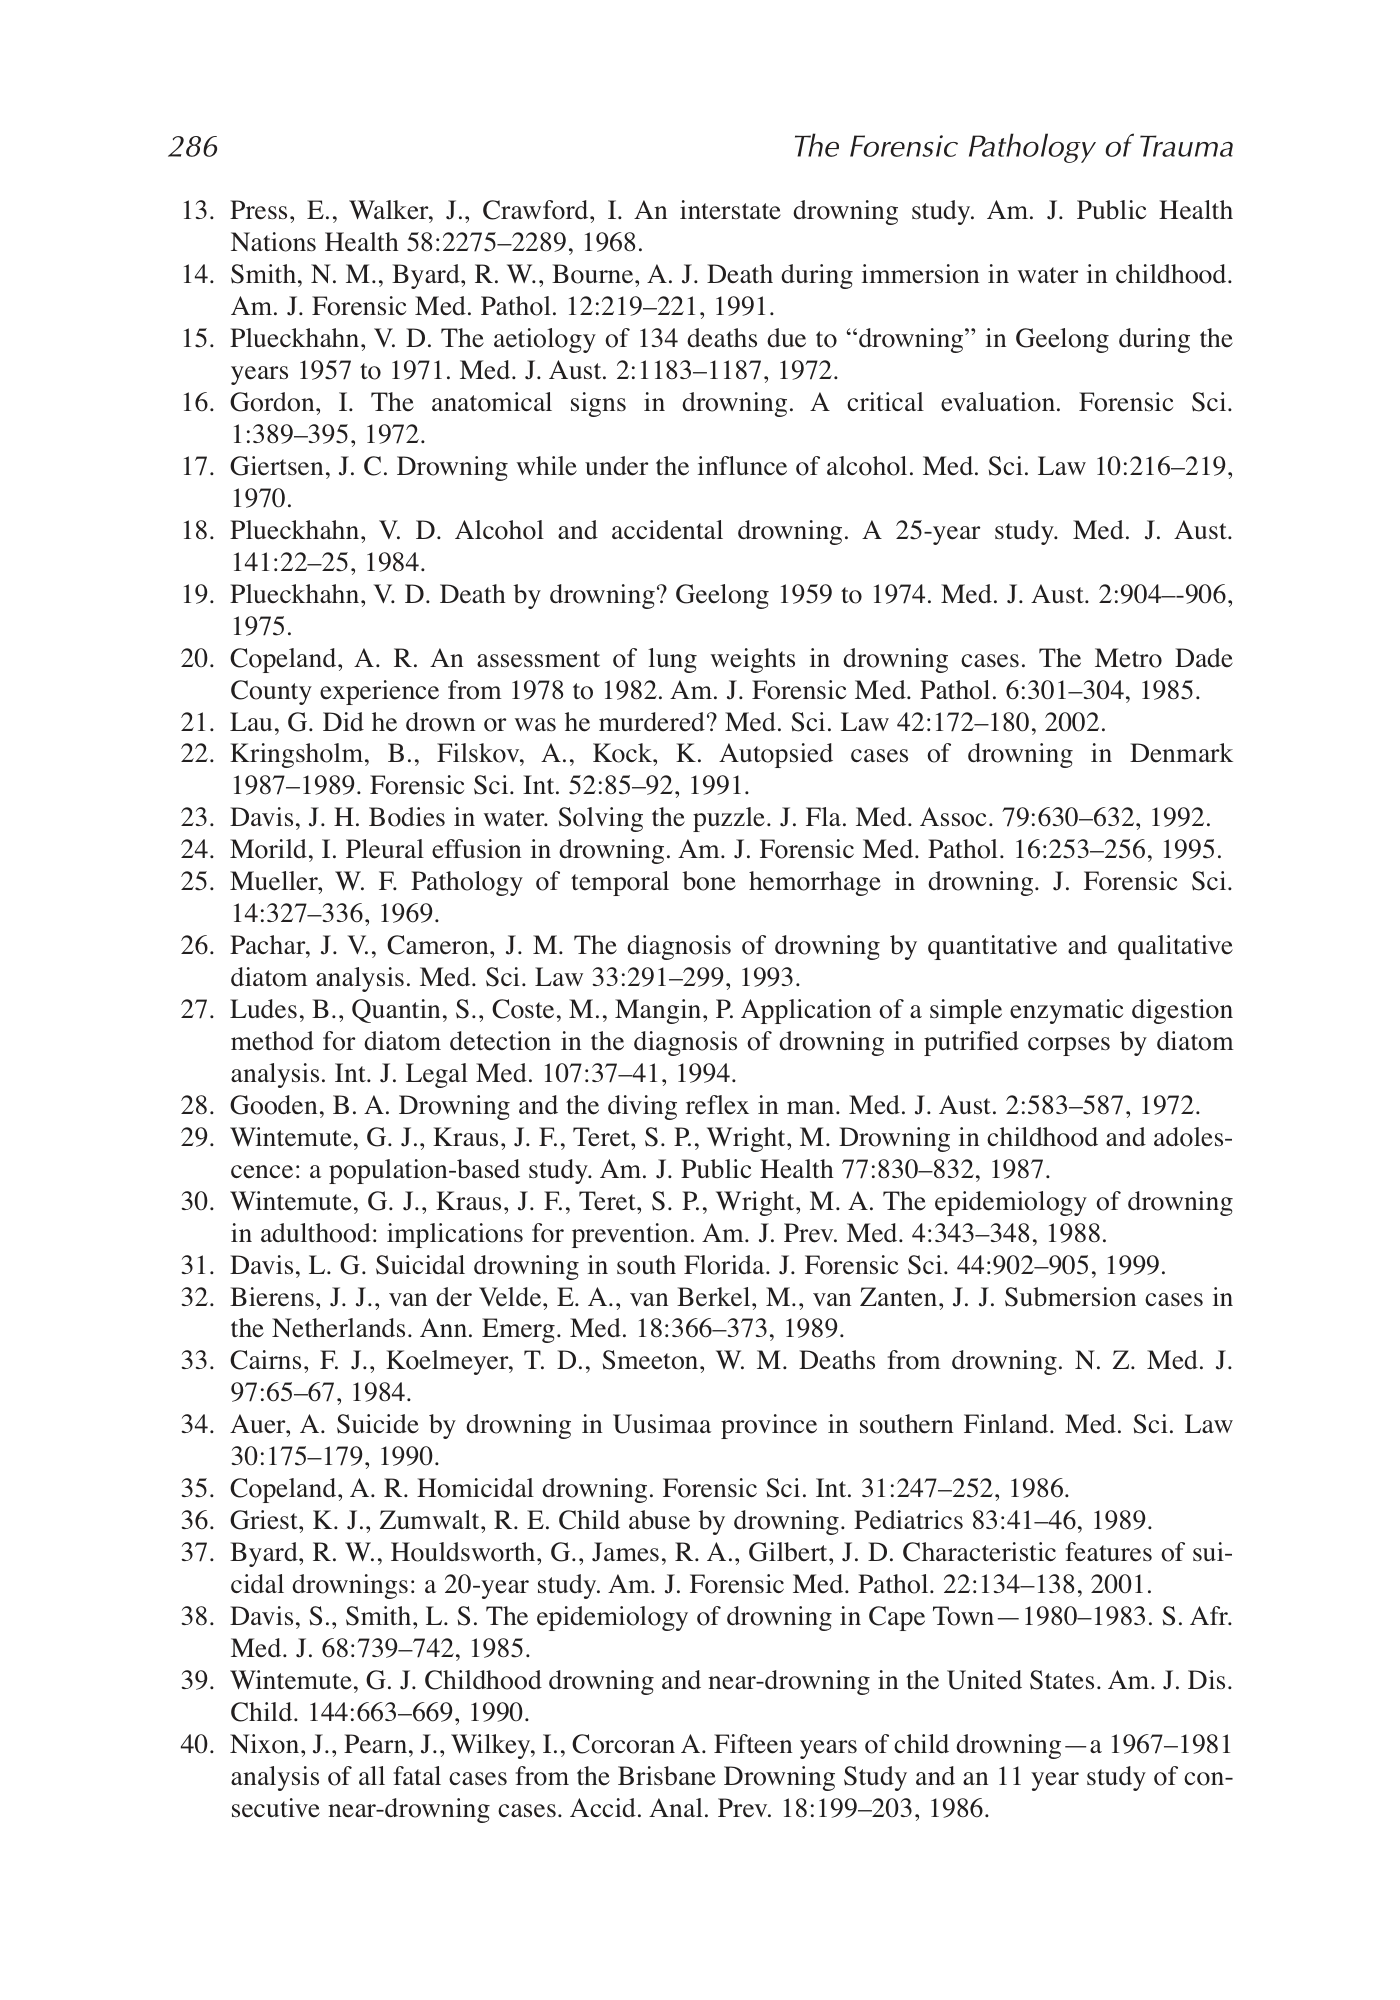 286 The Forensic Pathology of Trauma
13. Press, E., Walker, J., Crawford, I. An interstate drowning study. Am. J. Public Health
Nations Health 58:2275–2289, 1968.
14. Smith, N. M., Byard, R. W., Bourne, A. J. Death during immersion in water in childhood.
Am. J. Forensic Med. Pathol. 12:219–221, 1991.
15. Plueckhahn, V. D. The aetiology of 134 deaths due to “drowning” in Geelong during the
years 1957 to 1971. Med. J. Aust. 2:1183–1187, 1972.
16. Gordon, I. The anatomical signs in drowning. A critical evaluation. Forensic Sci.
1:389–395, 1972.
17. Giertsen, J. C. Drowning while under the influnce of alcohol. Med. Sci. Law 10:216–219,
1970.
18. Plueckhahn, V. D. Alcohol and accidental drowning. A 25-year study. Med. J. Aust.
141:22–25, 1984.
19. Plueckhahn, V. D. Death by drowning? Geelong 1959 to 1974. Med. J. Aust. 2:904–-906,
1975.
20. Copeland, A. R. An assessment of lung weights in drowning cases. The Metro Dade
County experience from 1978 to 1982. Am. J. Forensic Med. Pathol. 6:301–304, 1985.
21. Lau, G. Did he drown or was he murdered? Med. Sci. Law 42:172–180, 2002.
22. Kringsholm, B., Filskov, A., Kock, K. Autopsied cases of drowning in Denmark
1987–1989. Forensic Sci. Int. 52:85–92, 1991.
23. Davis, J. H. Bodies in water. Solving the puzzle. J. Fla. Med. Assoc. 79:630–632, 1992.
24. Morild, I. Pleural effusion in drowning. Am. J. Forensic Med. Pathol. 16:253–256, 1995.
25. Mueller, W. F. Pathology of temporal bone hemorrhage in drowning. J. Forensic Sci.
14:327–336, 1969.
26. Pachar, J. V., Cameron, J. M. The diagnosis of drowning by quantitative and qualitative
diatom analysis. Med. Sci. Law 33:291–299, 1993.
27. Ludes, B., Quantin, S., Coste, M., Mangin, P. Application of a simple enzymatic digestion
method for diatom detection in the diagnosis of drowning in putrified corpses by diatom
analysis. Int. J. Legal Med. 107:37–41, 1994.
28. Gooden, B. A. Drowning and the diving reflex in man. Med. J. Aust. 2:583–587, 1972.
29. Wintemute, G. J., Kraus, J. F., Teret, S. P., Wright, M. Drowning in childhood and adoles-
cence: a population-based study. Am. J. Public Health 77:830–832, 1987.
30. Wintemute, G. J., Kraus, J. F., Teret, S. P., Wright, M. A. The epidemiology of drowning
in adulthood: implications for prevention. Am. J. Prev. Med. 4:343–348, 1988.
31. Davis, L. G. Suicidal drowning in south Florida. J. Forensic Sci. 44:902–905, 1999.
32. Bierens, J. J., van der Velde, E. A., van Berkel, M., van Zanten, J. J. Submersion cases in
the Netherlands. Ann. Emerg. Med. 18:366–373, 1989.
33. Cairns, F. J., Koelmeyer, T. D., Smeeton, W. M. Deaths from drowning. N. Z. Med. J.
97:65–67, 1984.
34. Auer, A. Suicide by drowning in Uusimaa province in southern Finland. Med. Sci. Law
30:175–179, 1990.
35. Copeland, A. R. Homicidal drowning. Forensic Sci. Int. 31:247–252, 1986.
36. Griest, K. J., Zumwalt, R. E. Child abuse by drowning. Pediatrics 83:41–46, 1989.
37. Byard, R. W., Houldsworth, G., James, R. A., Gilbert, J. D. Characteristic features of sui-
cidal drownings: a 20-year study. Am. J. Forensic Med. Pathol. 22:134–138, 2001.
38. Davis, S., Smith, L. S. The epidemiology of drowning in Cape Town—1980–1983. S. Afr.
Med. J. 68:739–742, 1985.
39. Wintemute, G. J. Childhood drowning and near-drowning in the United States. Am. J. Dis.
Child. 144:663–669, 1990.
40. Nixon, J., Pearn, J., Wilkey, I., Corcoran A. Fifteen years of child drowning—a 1967–1981
analysis of all fatal cases from the Brisbane Drowning Study and an 11 year study of con-
secutive near-drowning cases. Accid. Anal. Prev. 18:199–203, 1986.